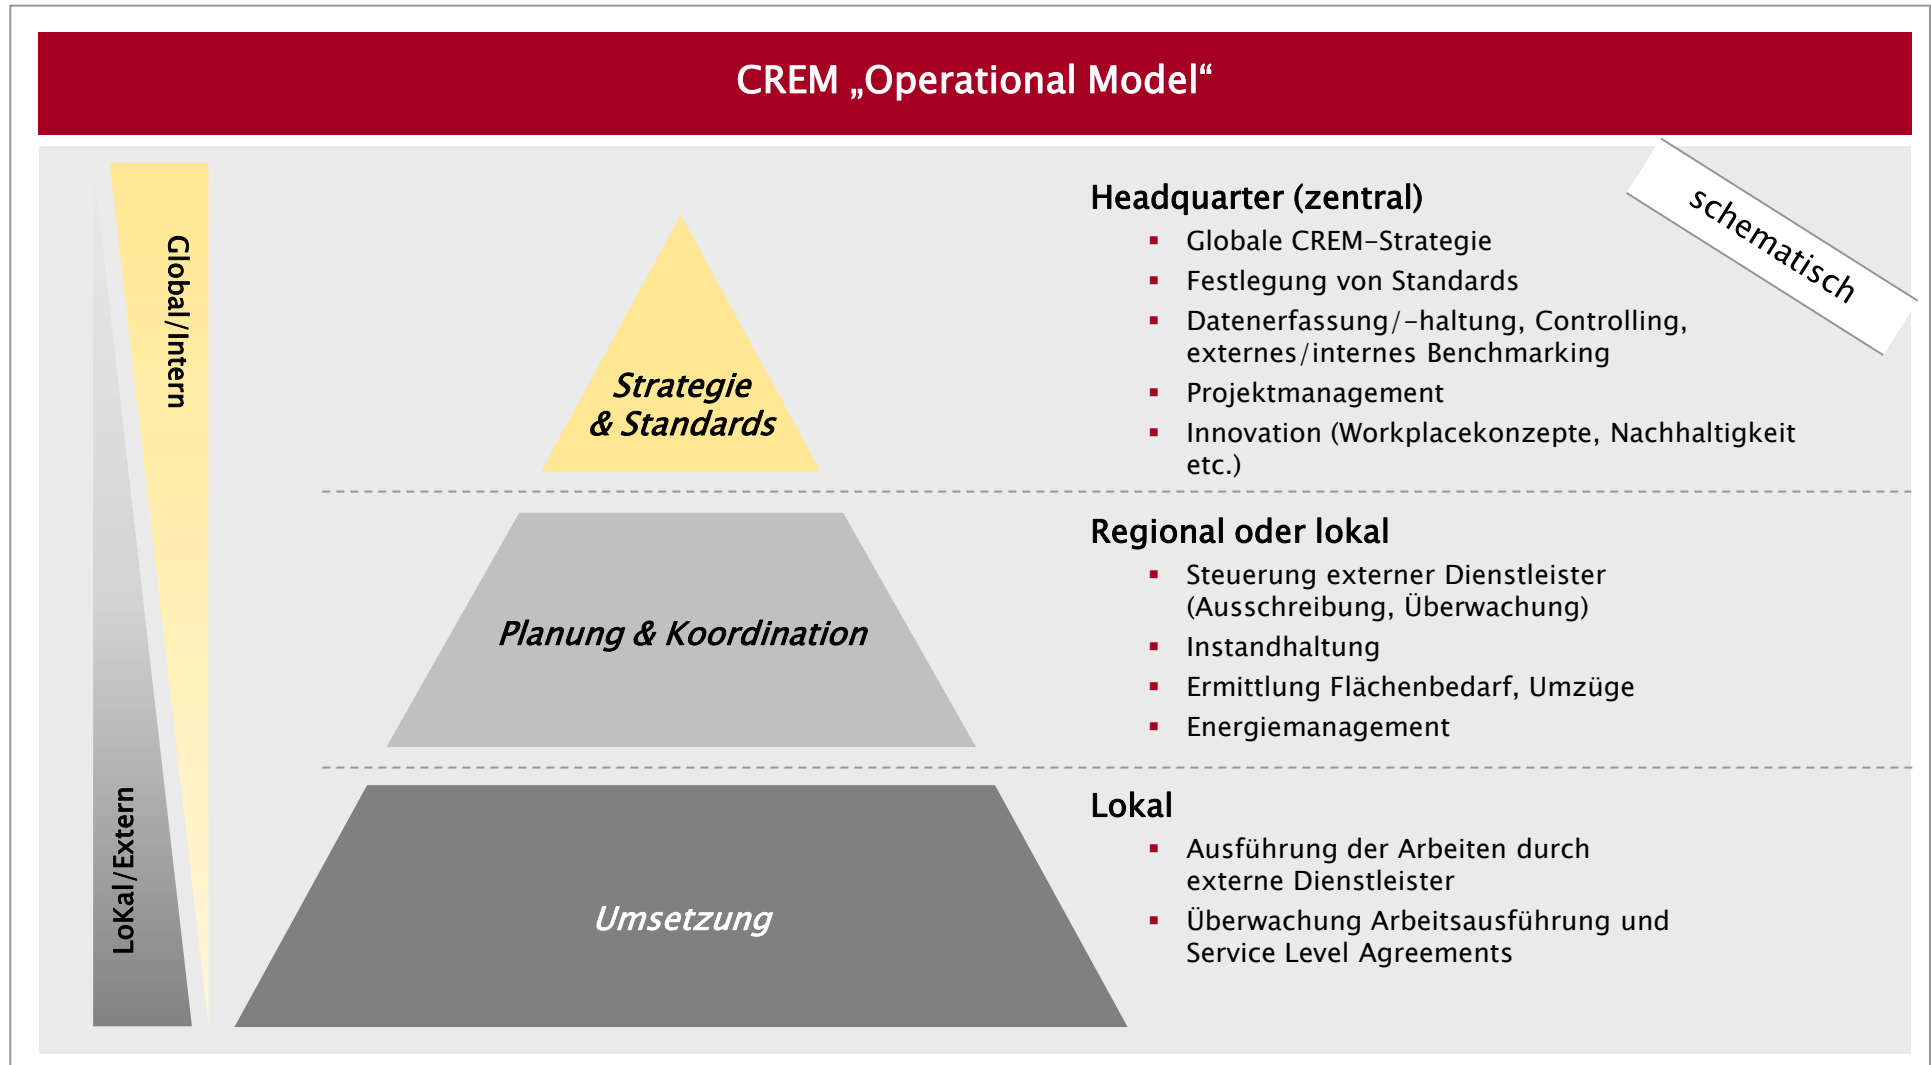 CREM „Operational Model“
Global/Intern
LoKal/Extern
Strategie
& Standards
Planung & Koordination
Umsetzung
schematisch
Headquarter (zentral)
▪ Globale CREM-Strategie
▪ Festlegung von Standards
▪ Datenerfassung/-haltung, Controlling,
externes/internes Benchmarking
▪ Projektmanagement
▪ Innovation (Workplacekonzepte, Nachhaltigkeit
etc.)
Regional oder lokal
▪ Steuerung externer Dienstleister
(Ausschreibung, Überwachung)
▪ Instandhaltung
▪ Ermittlung Flächenbedarf, Umzüge
▪ Energiemanagement
Lokal
▪ Ausführung der Arbeiten durch
externe Dienstleister
▪ Überwachung Arbeitsausführung und
Service Level Agreements